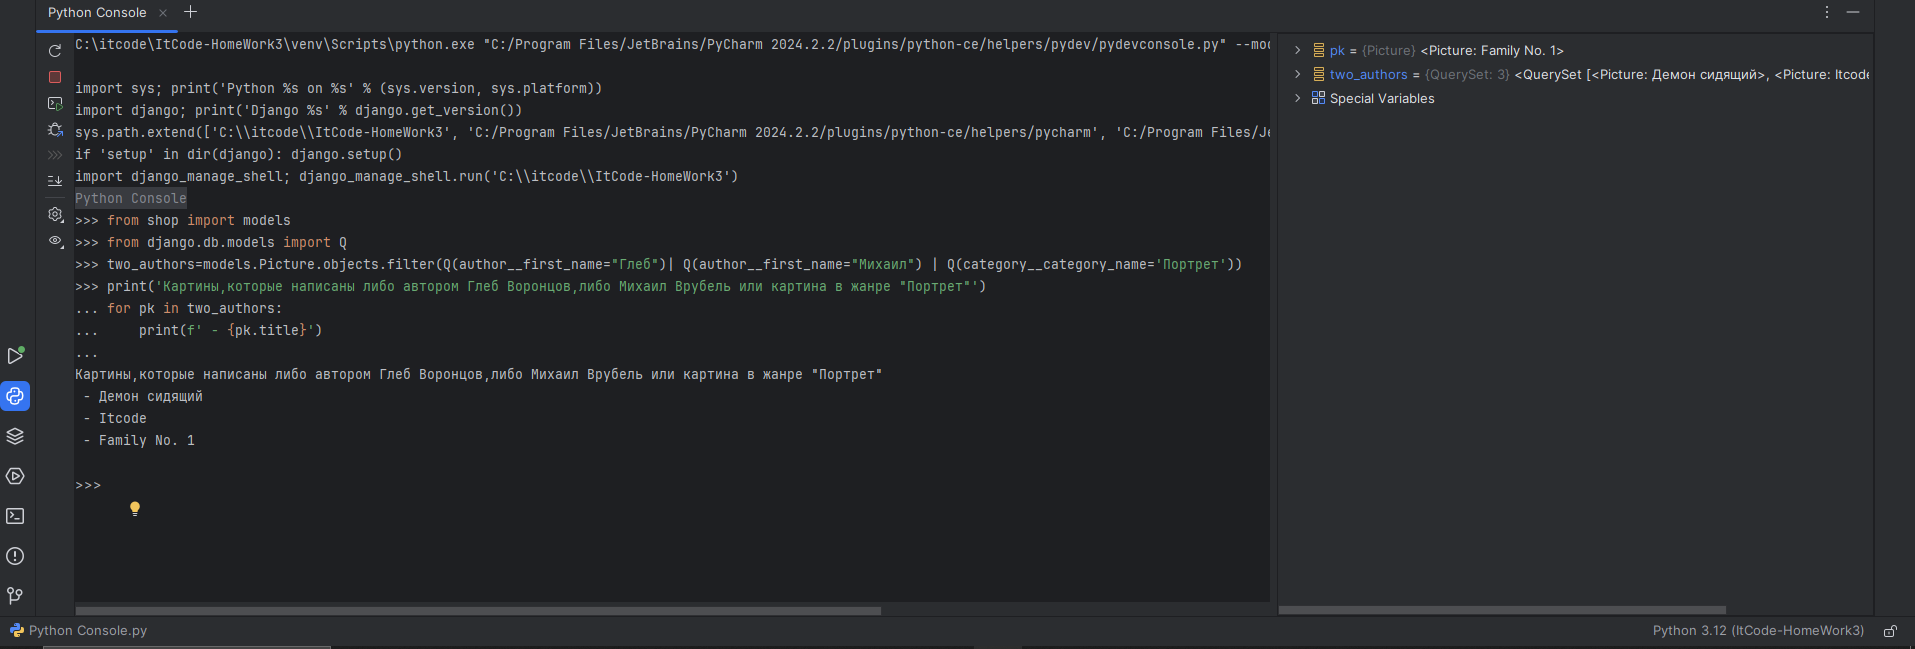 Python Console
C:\itcode\ItCode-HomeWork3\venv\Scripts\python.exe "C:/Program Files/JetBrains/PyCharm 2024.2.2/plugins/python-ce/helpers/pydev/pydevconsole.py" --mod
import sys; print('Python %s on %s' % (sys.version, sys.platform))
import django; print('Django %s' % django.get_version())
sys.path.extend(['C:\\itcode\\ItCode-HomeWork3', 'C:/Program Files/JetBrains/PyCharm 2024.2.2/plugins/python-ce/helpers/pycharm', 'C:/Program Files/Je
if 'setup' in dir(django): django.setup()
import django_manage_shell; django_manage_shell.run('C:\\itcode\\ItCode-HomeWork3')
Python Console
>>> from shop import models
>>> from django.db.models import Q
>>> two_authors=models.Picture.objects.filter(Q(author__first_name="Глеб")| Q(author__first_name="Михаил") | Q(category__category_name='Портрет'))
>>> print('Картины,которые написаны либо автором Глеб Воронцов,либо Михаил Врубель или картина в жанре "Портрет"')
... for pk in two_authors:
...     print(f' - {pk.title}')
...
Картины,которые написаны либо автором Глеб Воронцов,либо Михаил Врубель или картина в жанре "Портрет"
 - Демон сидящий
 - Itcode
 - Family No. 1
>>>
pk = {Picture} <Picture: Family No. 1>
two_authors = {QuerySet: 3} <QuerySet [<Picture: Демон сидящий>, <Picture: Itcode
Special Variables
Python Console.py
Python 3.12 (ItCode-HomeWork3)